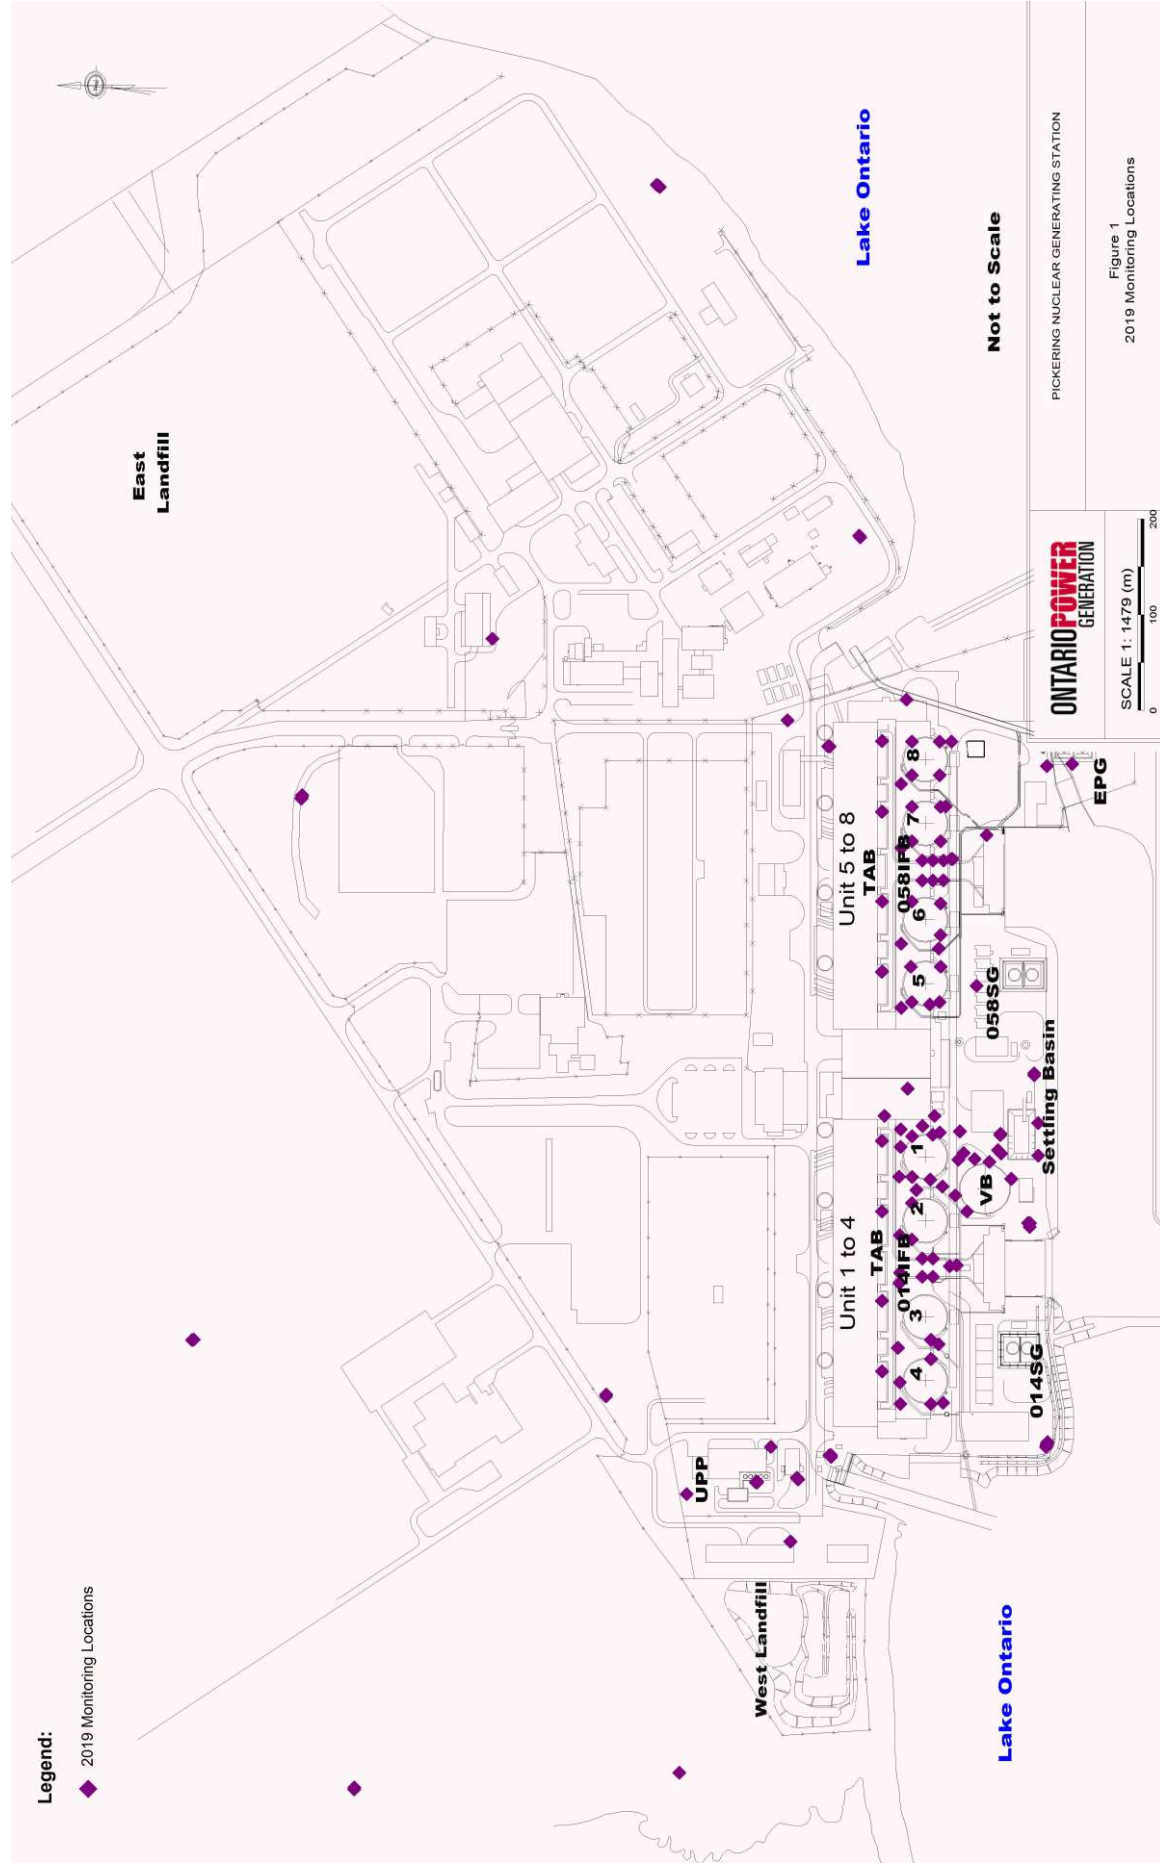 Legend:
2019 Monitoring Locations
East
Landfill
Lake Ontario
UPP
West Landfill
Unit 1 to 4
TAB
014IFB
4
3
2
1
Unit 5 to 8
TAB
058IFB
5
6
7
8
VB
014SG
Settling Basin
058SG
EPG
Lake Ontario
Not to Scale
ONTARIOPOWER
GENERATION
SCALE 1: 1479 (m)
0 100 200
PICKERING NUCLEAR GENERATING STATION
Figure 1
2019 Monitoring Locations